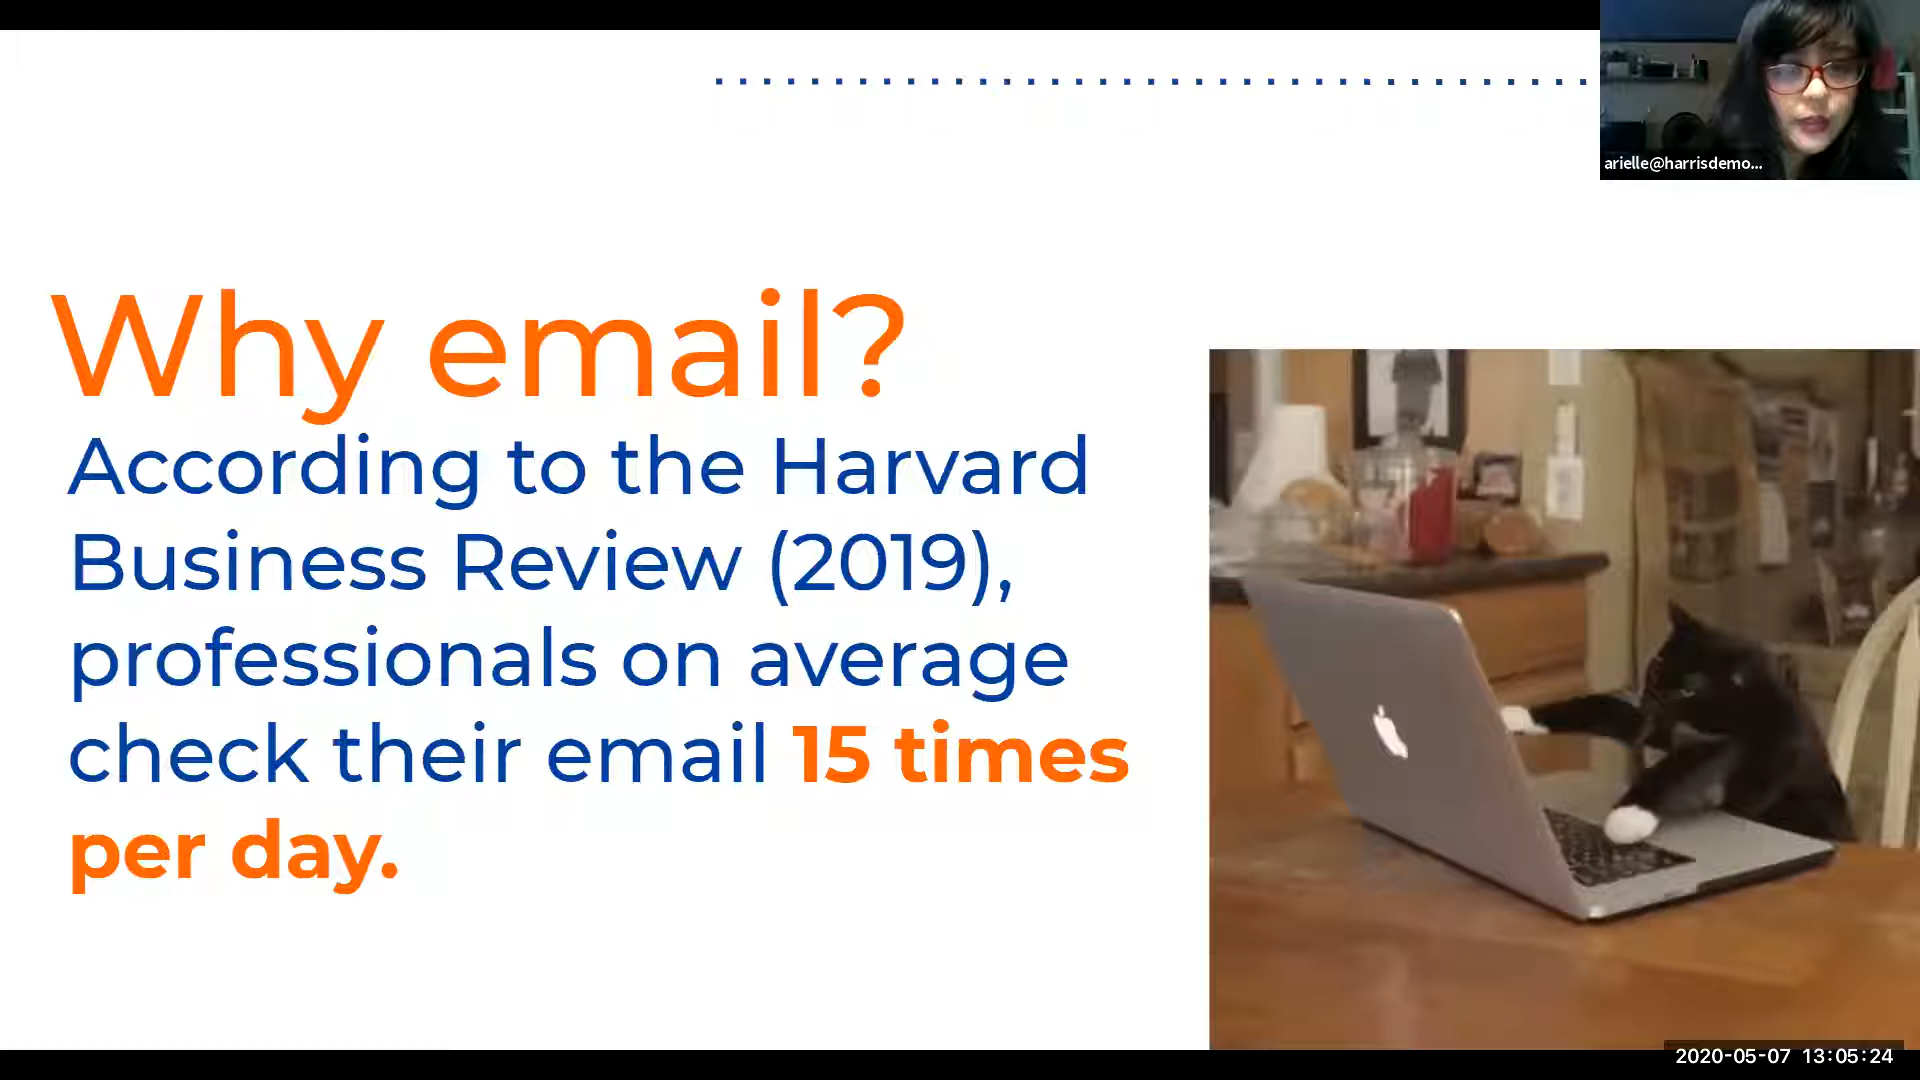 arielle@harrisdemo...
Why email?
According to the Harvard
Business Review (2019),
professionals on average
check their email 15 times
per day.
2020-05-07 13:05:24